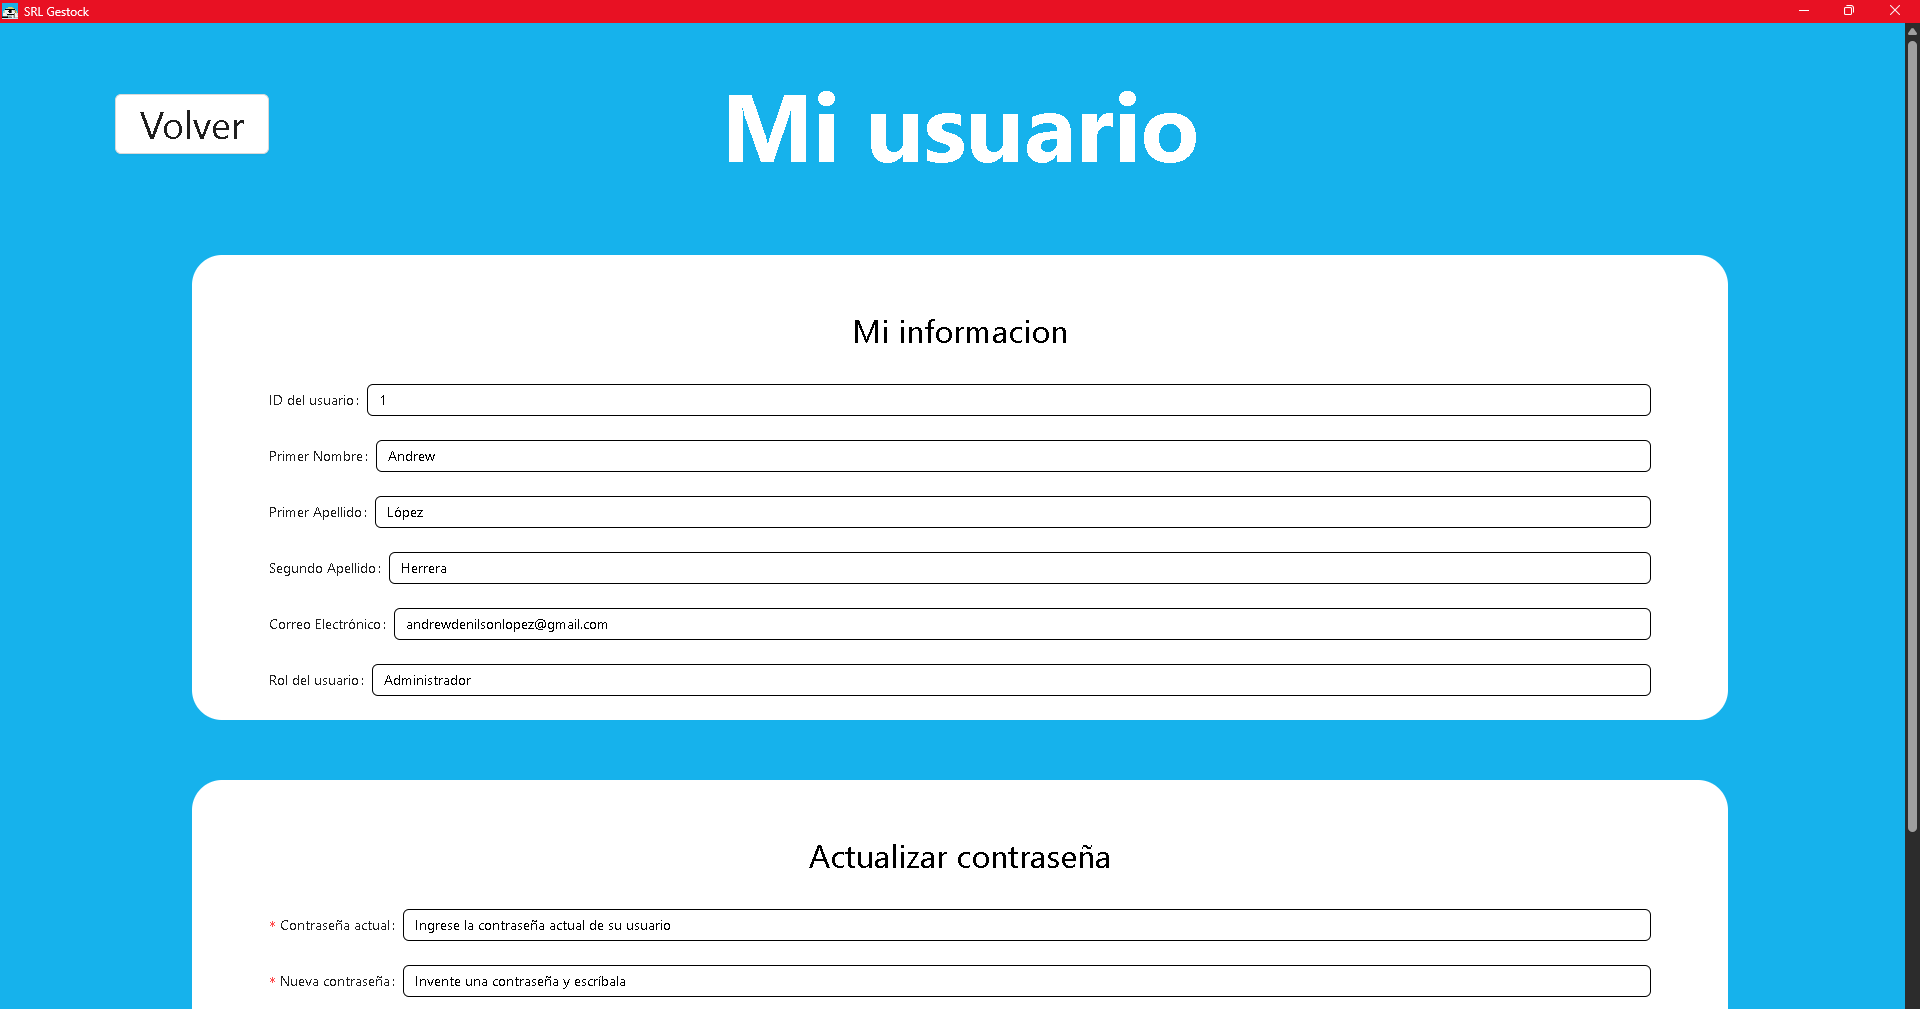 SRL Gestock
Volver
Mi usuario
Mi informacion
ID del usuario: 1
Primer Nombre: Andrew
Primer Apellido: López
Segundo Apellido: Herrera
Correo Electrónico: andrewdenilsonlopez@gmail.com
Rol del usuario: Administrador
Actualizar contraseña
* Contraseña actual: Ingrese la contraseña actual de su usuario
* Nueva contraseña: Invente una contraseña y escríbala